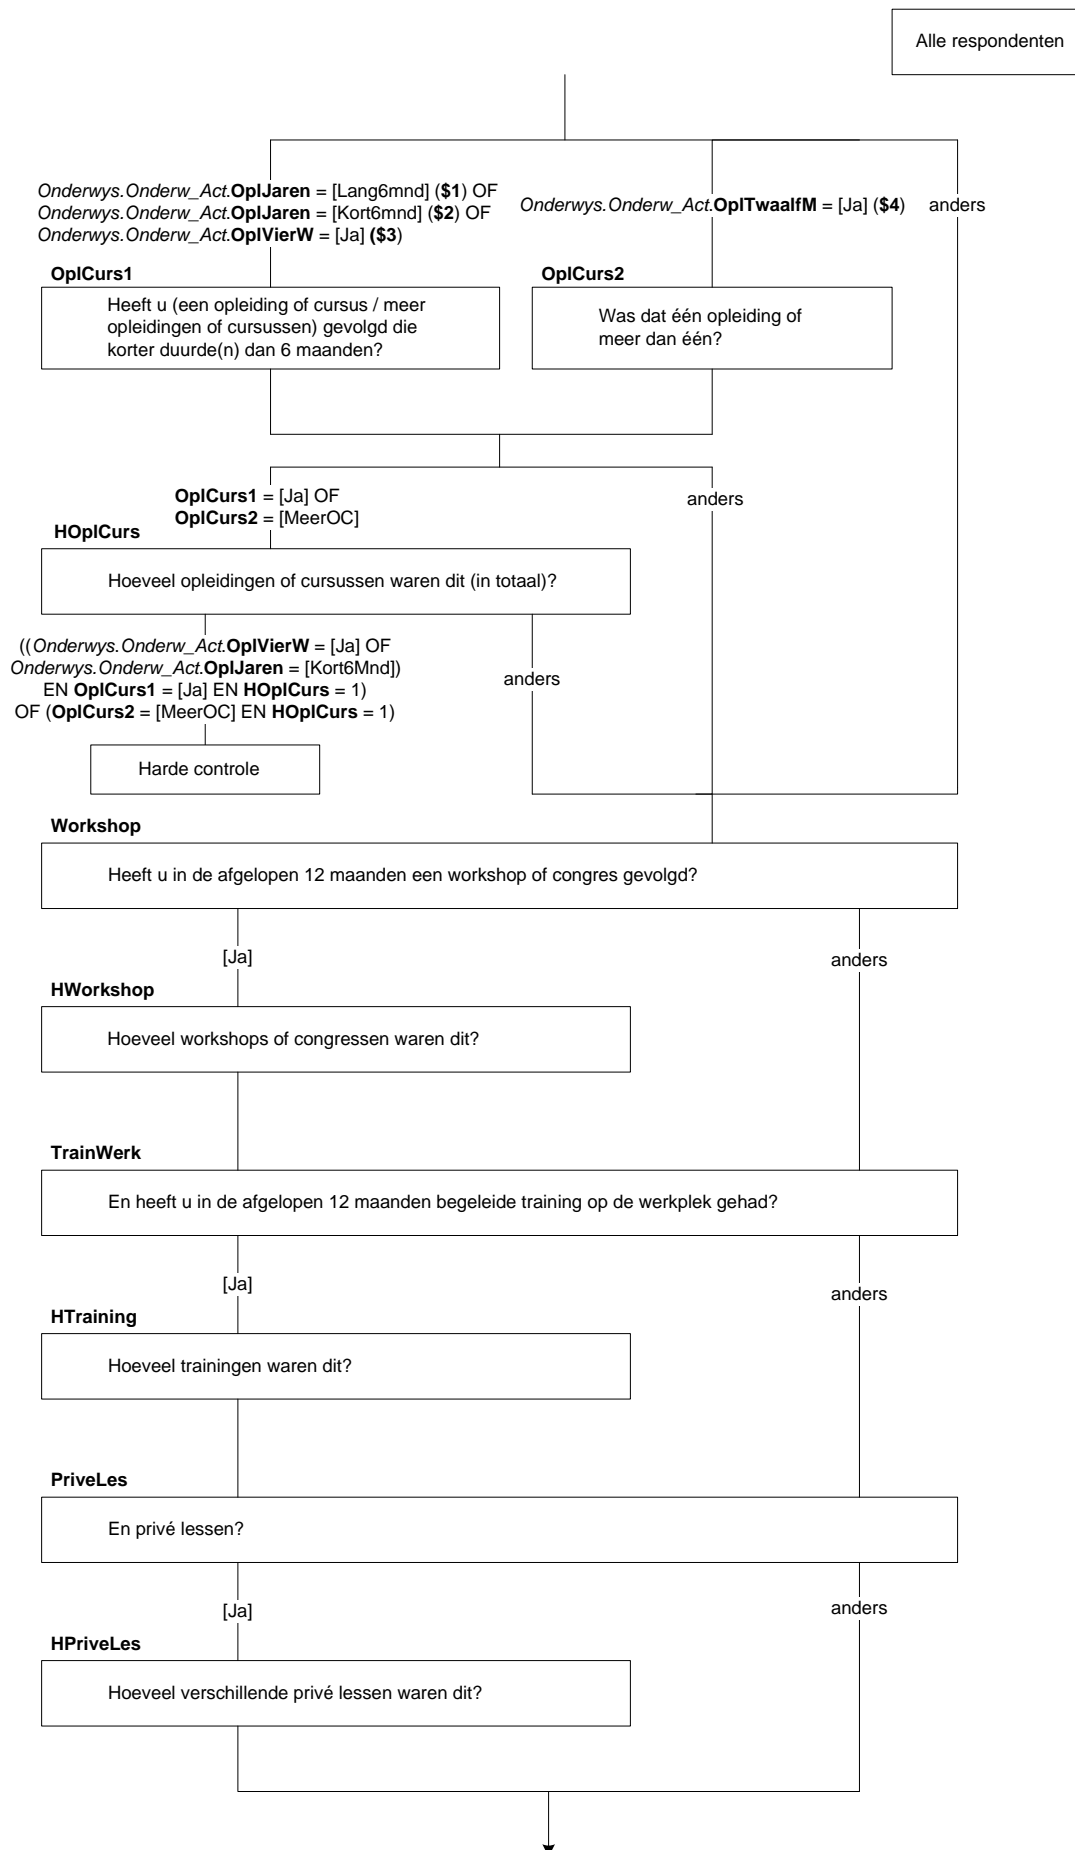 Alle respondenten
Onderwys.Onderw_Act.OplJaren = [Lang6mnd] ($1) OF
Onderwys.Onderw_Act.OplJaren = [Kort6mnd] ($2) OF
Onderwys.Onderw_Act.OplVierW = [Ja] ($3)
Onderwys.Onderw_Act.OplTwaalfM = [Ja] ($4)
anders
OplCurs1
Heeft u (een opleiding of cursus / meer
opleidingen of cursussen) gevolgd die
korter duurde(n) dan 6 maanden?
OplCurs2
Was dat één opleiding of
meer dan één?
OplCurs1 = [Ja] OF
OplCurs2 = [MeerOC]
anders
HOplCurs
Hoeveel opleidingen of cursussen waren dit (in totaal)?
((Onderwys.Onderw_Act.OplVierW = [Ja] OF
Onderwys.Onderw_Act.OplJaren = [Kort6Mnd])
EN OplCurs1 = [Ja] EN HOplCurs = 1)
OF (OplCurs2 = [MeerOC] EN HOplCurs = 1)
anders
Harde controle
Workshop
Heeft u in de afgelopen 12 maanden een workshop of congres gevolgd?
[Ja]
anders
HWorkshop
Hoeveel workshops of congressen waren dit?
TrainWerk
En heeft u in de afgelopen 12 maanden begeleide training op de werkplek gehad?
[Ja]
anders
HTraining
Hoeveel trainingen waren dit?
PriveLes
En privé lessen?
[Ja]
anders
HPriveLes
Hoeveel verschillende privé lessen waren dit?